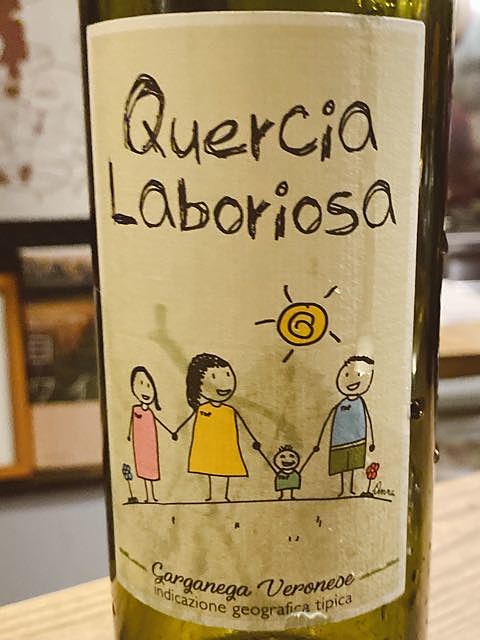 Quercia
Laboriosa
Garganega Veronese
indicazione geografica tipica